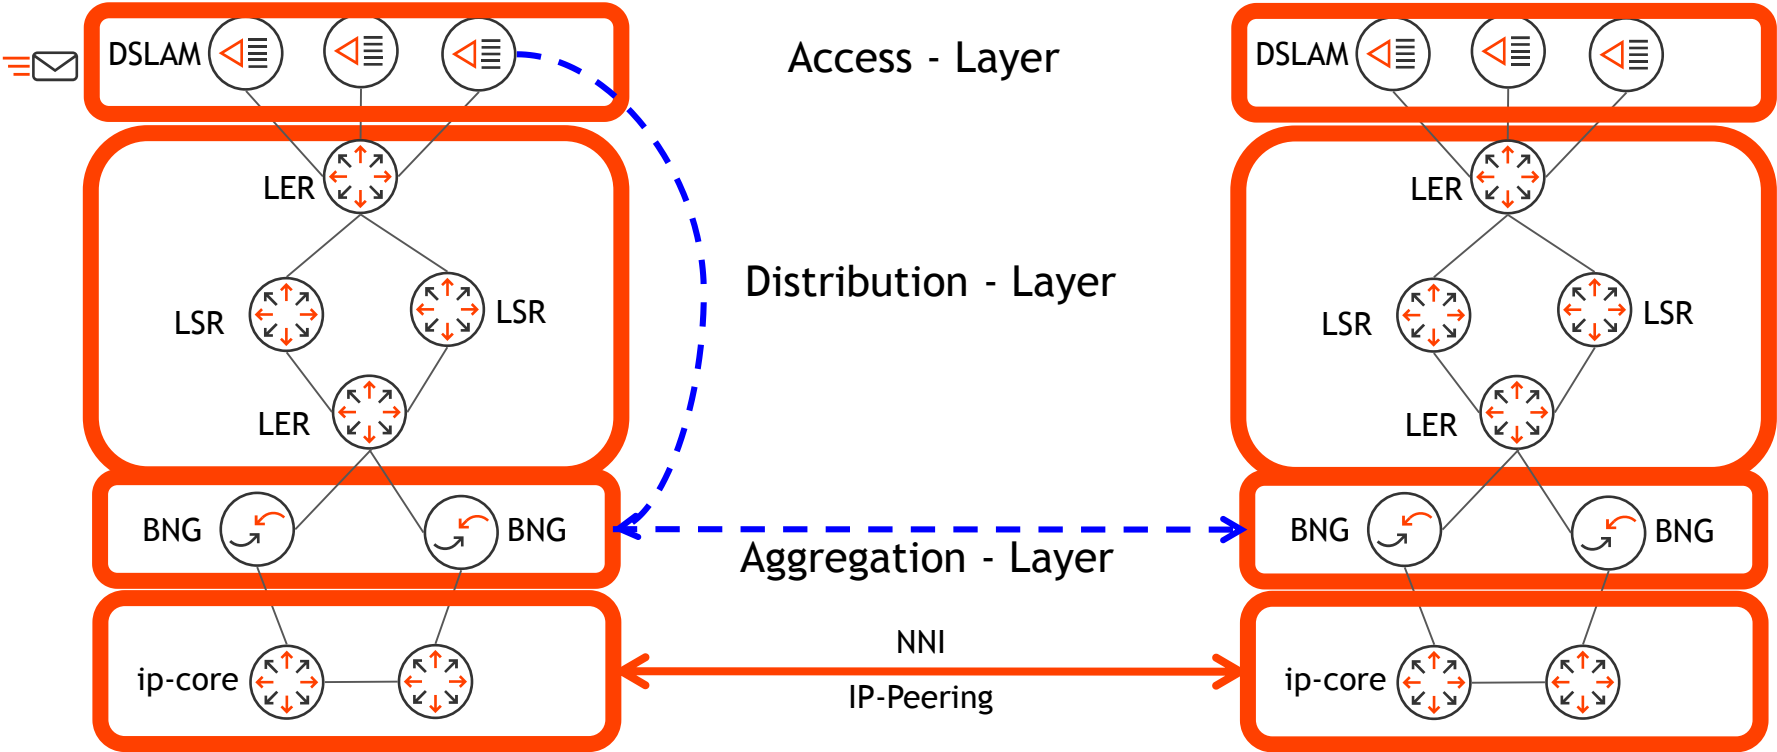 DSLAM
Access - Layer
DSLAM
LER
LER
Distribution - Layer
LSR
LSR
LSR
LSR
LER
LER
BNG
BNG
BNG
BNG
Aggregation - Layer
NNI
ip-core
ip-core
IP-Peering